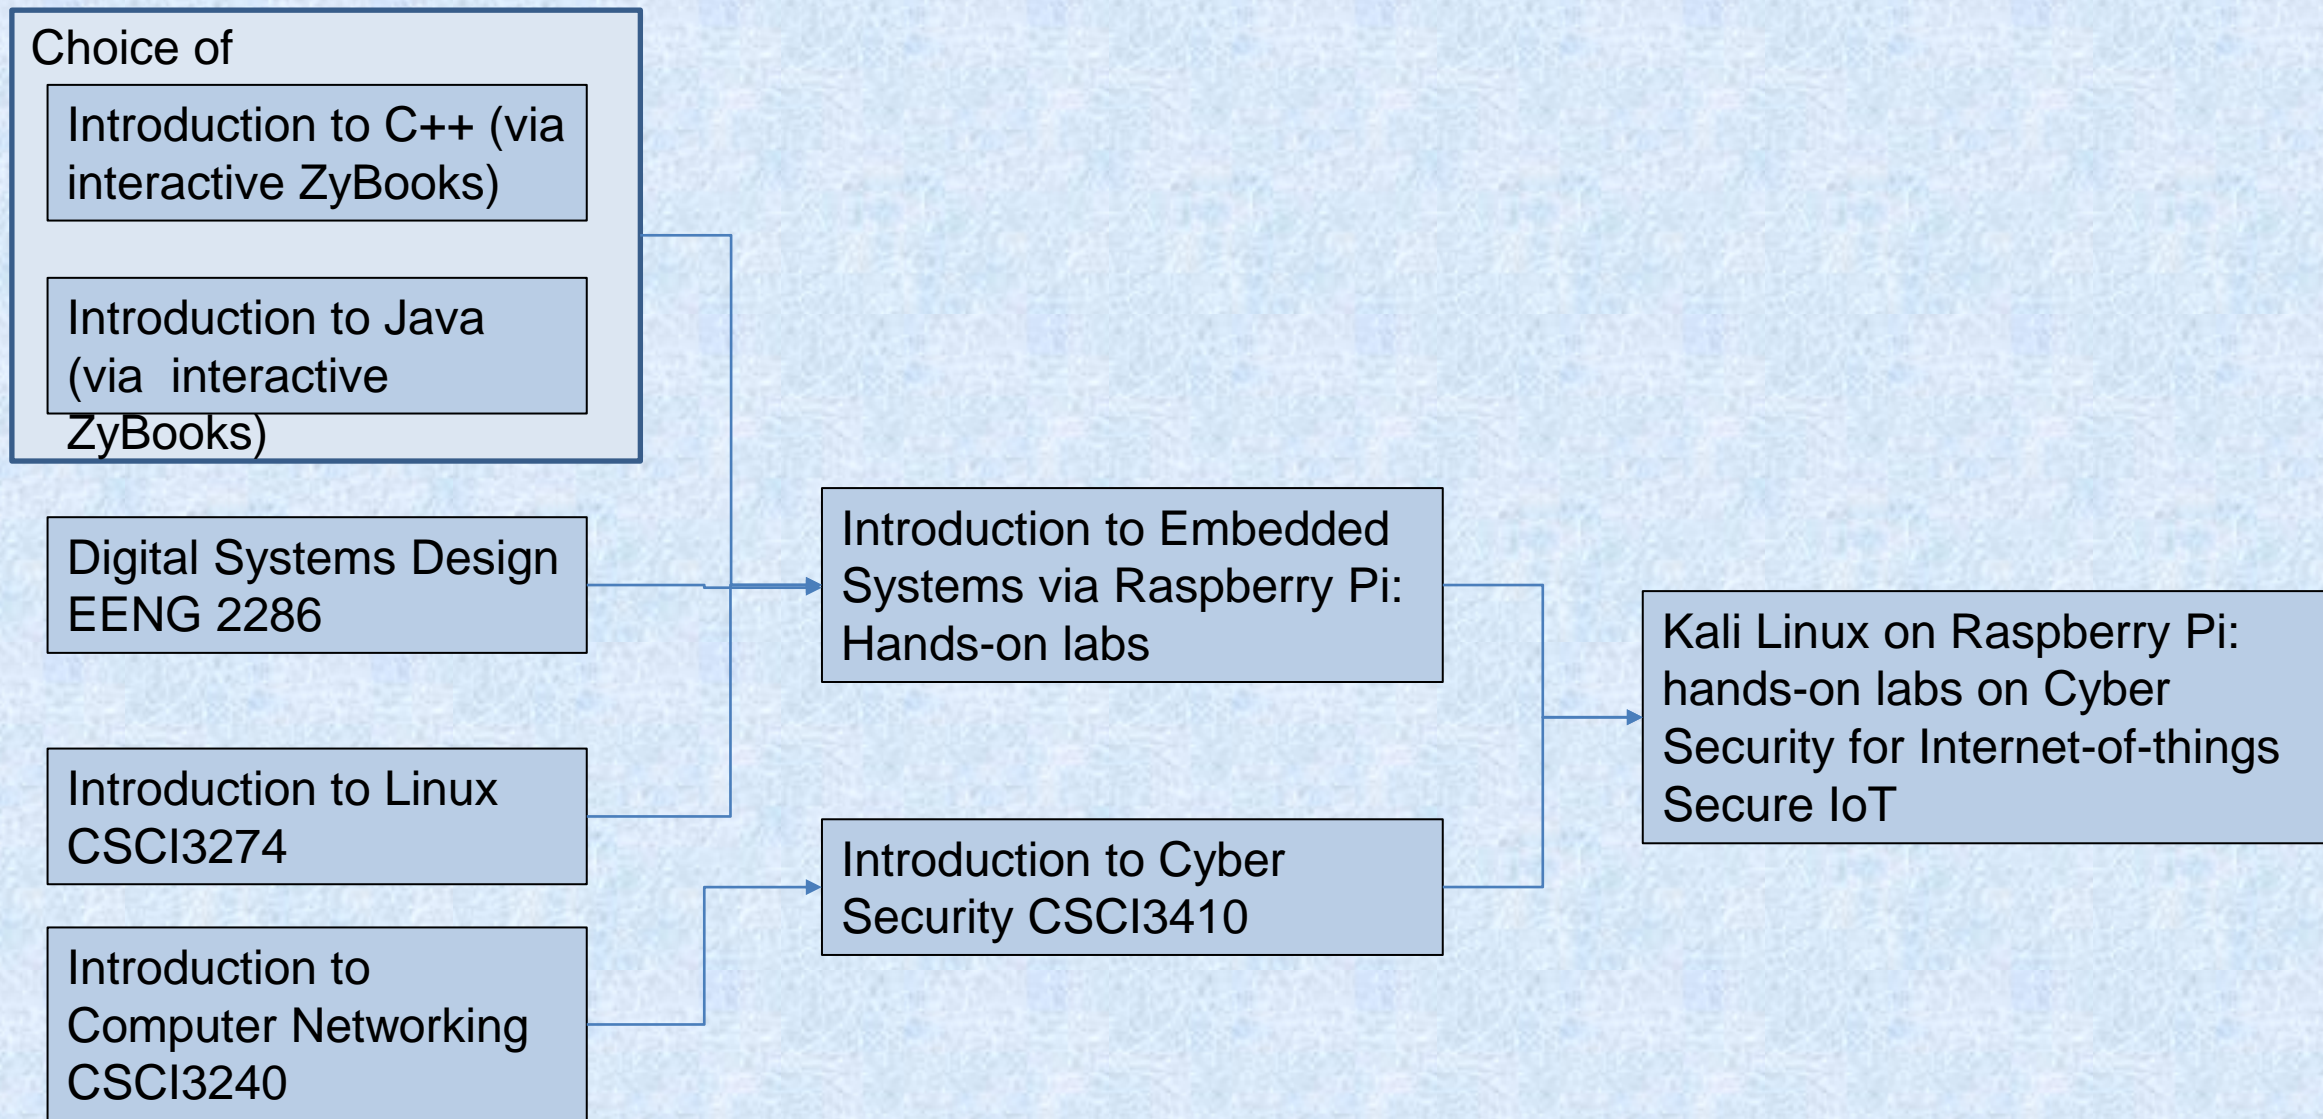 Choice of
Introduction to C++ (via
interactive ZyBooks)
Introduction to Java
(via  interactive
ZyBooks)
Digital Systems Design
EENG 2286
Introduction to Linux
CSCI3274
Introduction to
Computer Networking
CSCI3240
Introduction to Embedded
Systems via Raspberry Pi:
Hands-on labs
Introduction to Cyber
Security CSCI3410
Kali Linux on Raspberry Pi:
hands-on labs on Cyber
Security for Internet-of-things
Secure IoT